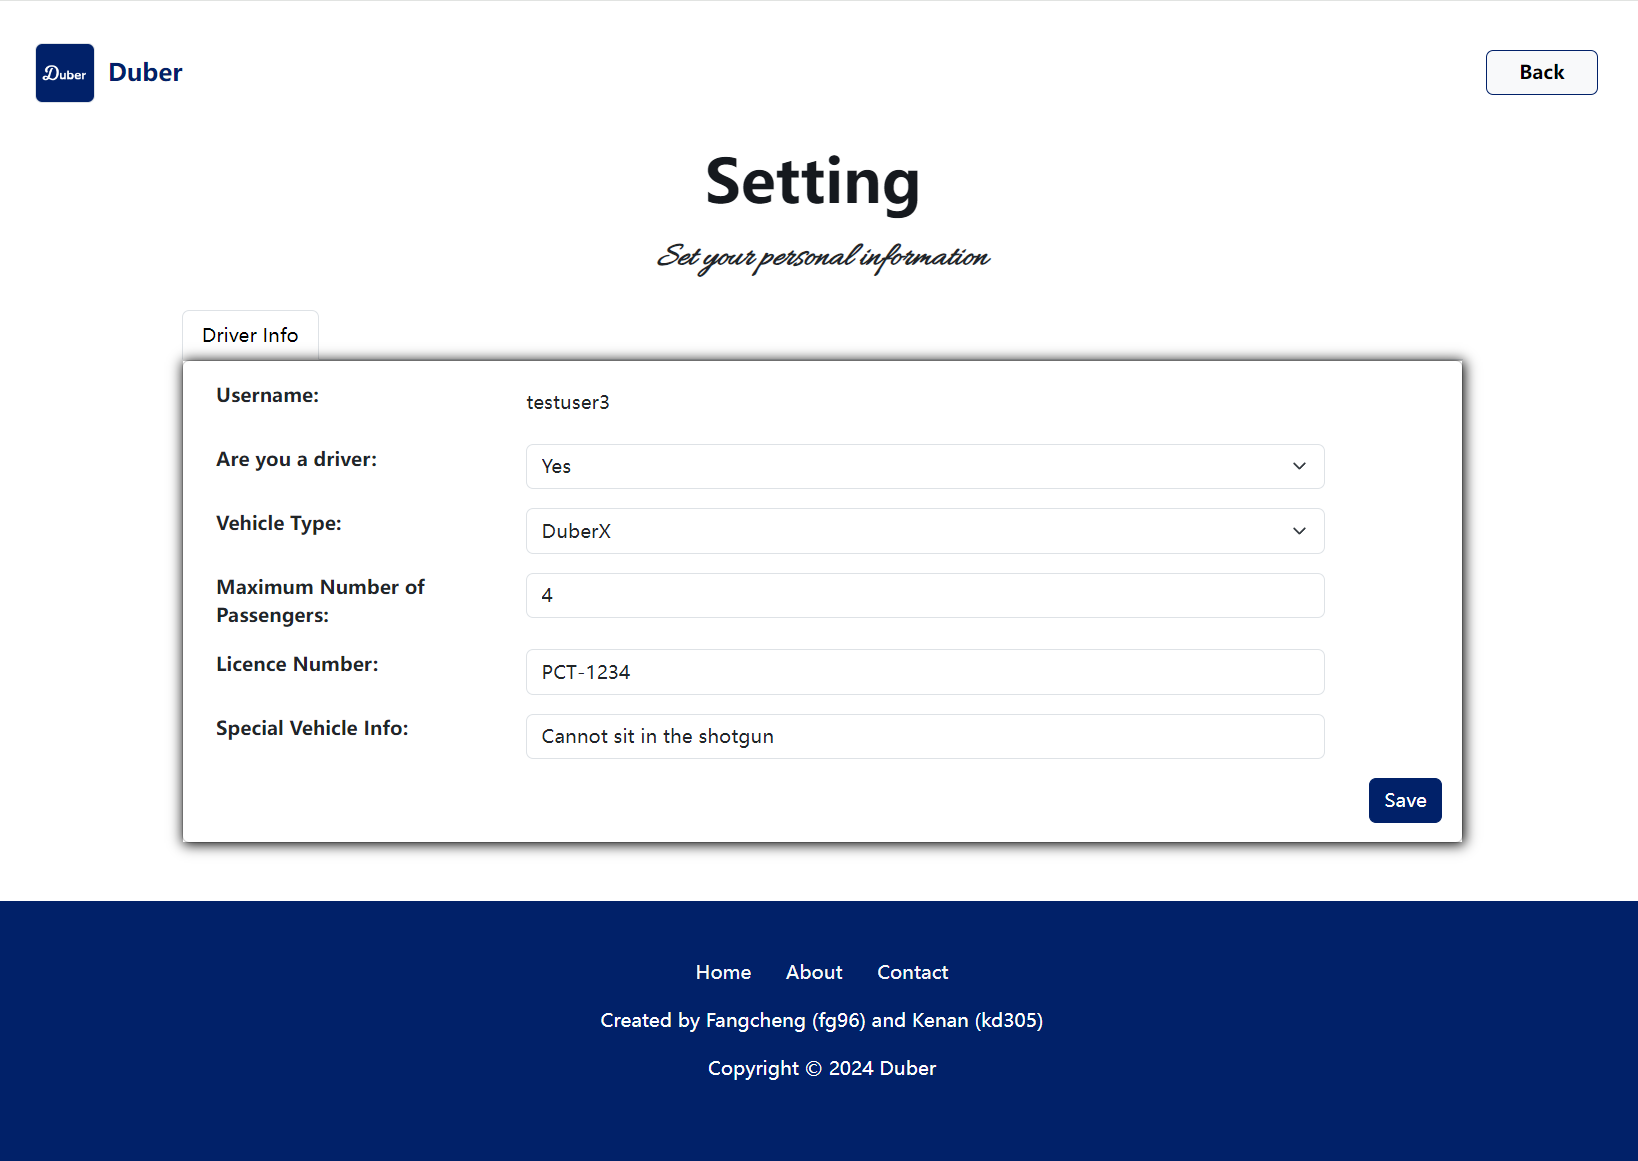 Duber
Duber
Back
Setting
Set your personal information
Driver Info
Username:
testuser3
Are you a driver:
Yes
Vehicle Type:
DuberX
Maximum Number of
Passengers:
4
Licence Number:
PCT-1234
Special Vehicle Info:
Cannot sit in the shotgun
Save
Home About Contact
Created by Fangcheng (fg96) and Kenan (kd305)
Copyright © 2024 Duber